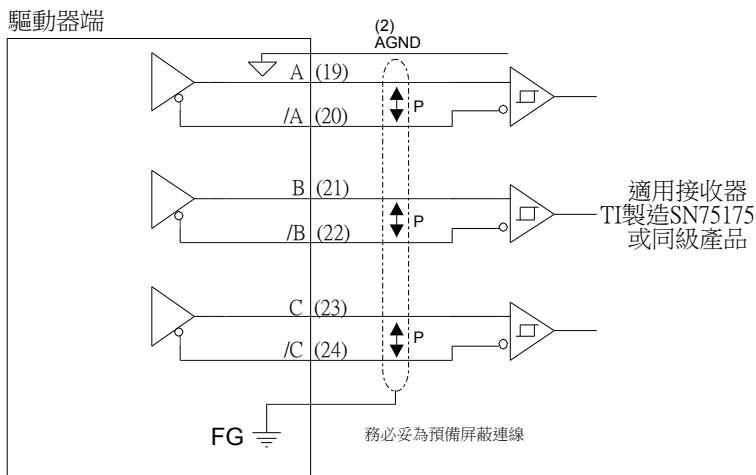 驅動器端
(2)
AGND
A (19)
P
/A (20)
B (21)
P
/B (22)
適用接收器
TI製造SN75175
或同級產品
C (23)
P
/C (24)
FG
務必妥為預備屏蔽連線